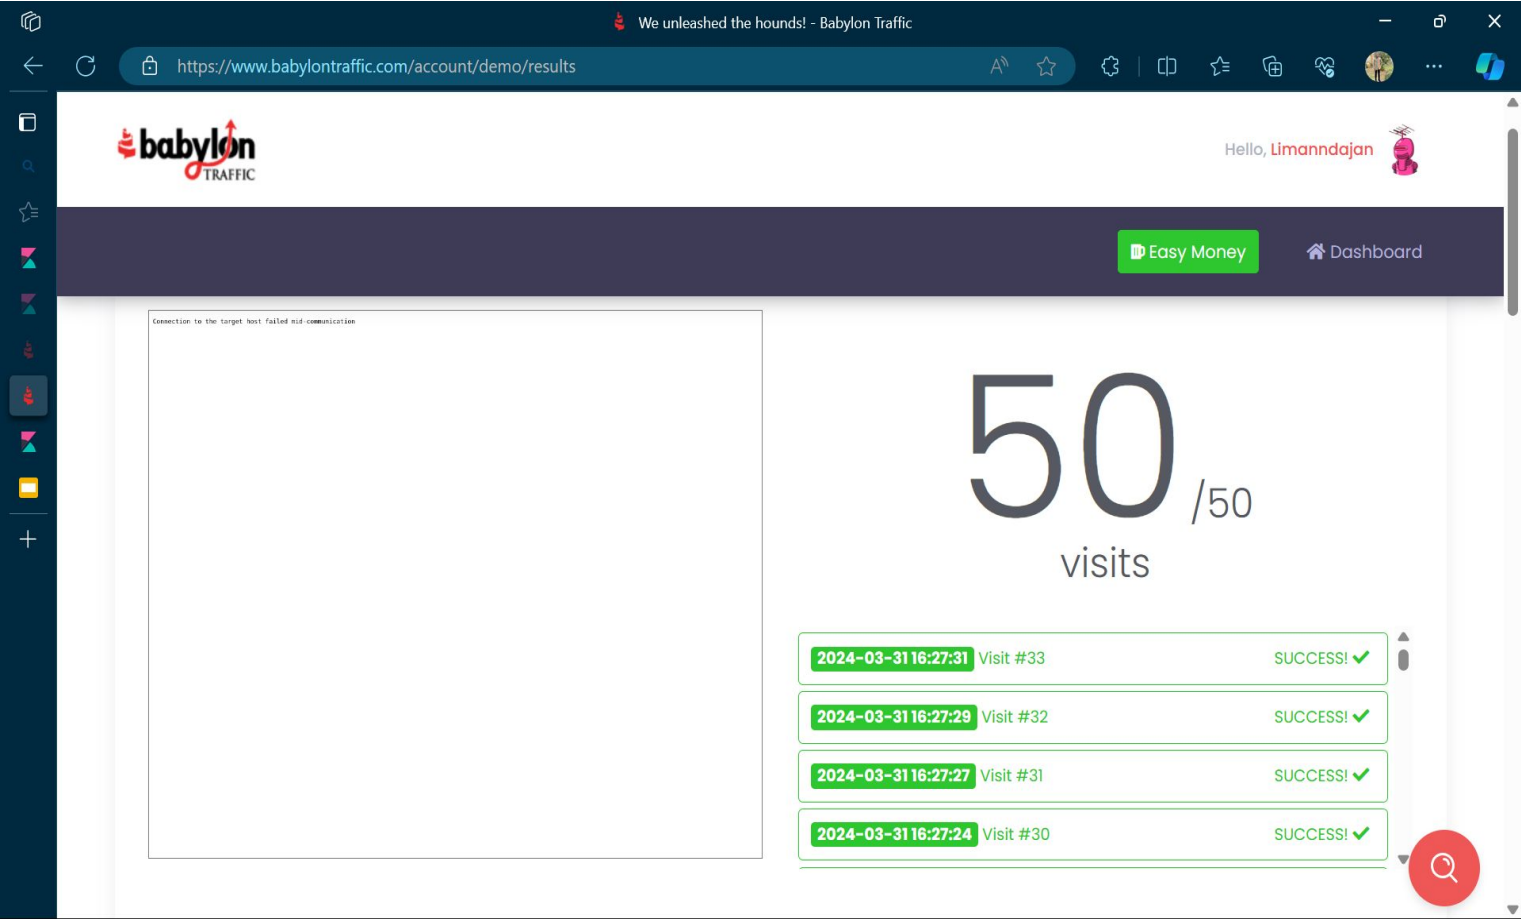 We unleashed the hounds! - Babylon Traffic
https://www.babylontraffic.com/account/demo/results
babylon
TRAFFIC
Hello, Limanndajan
Easy Money
Dashboard
Connection to the target host failed mid-communication
50/50
visits
2024-03-31 16:27:31 Visit #33 SUCCESS!
2024-03-31 16:27:29 Visit #32 SUCCESS!
2024-03-31 16:27:27 Visit #31 SUCCESS!
2024-03-31 16:27:24 Visit #30 SUCCESS!